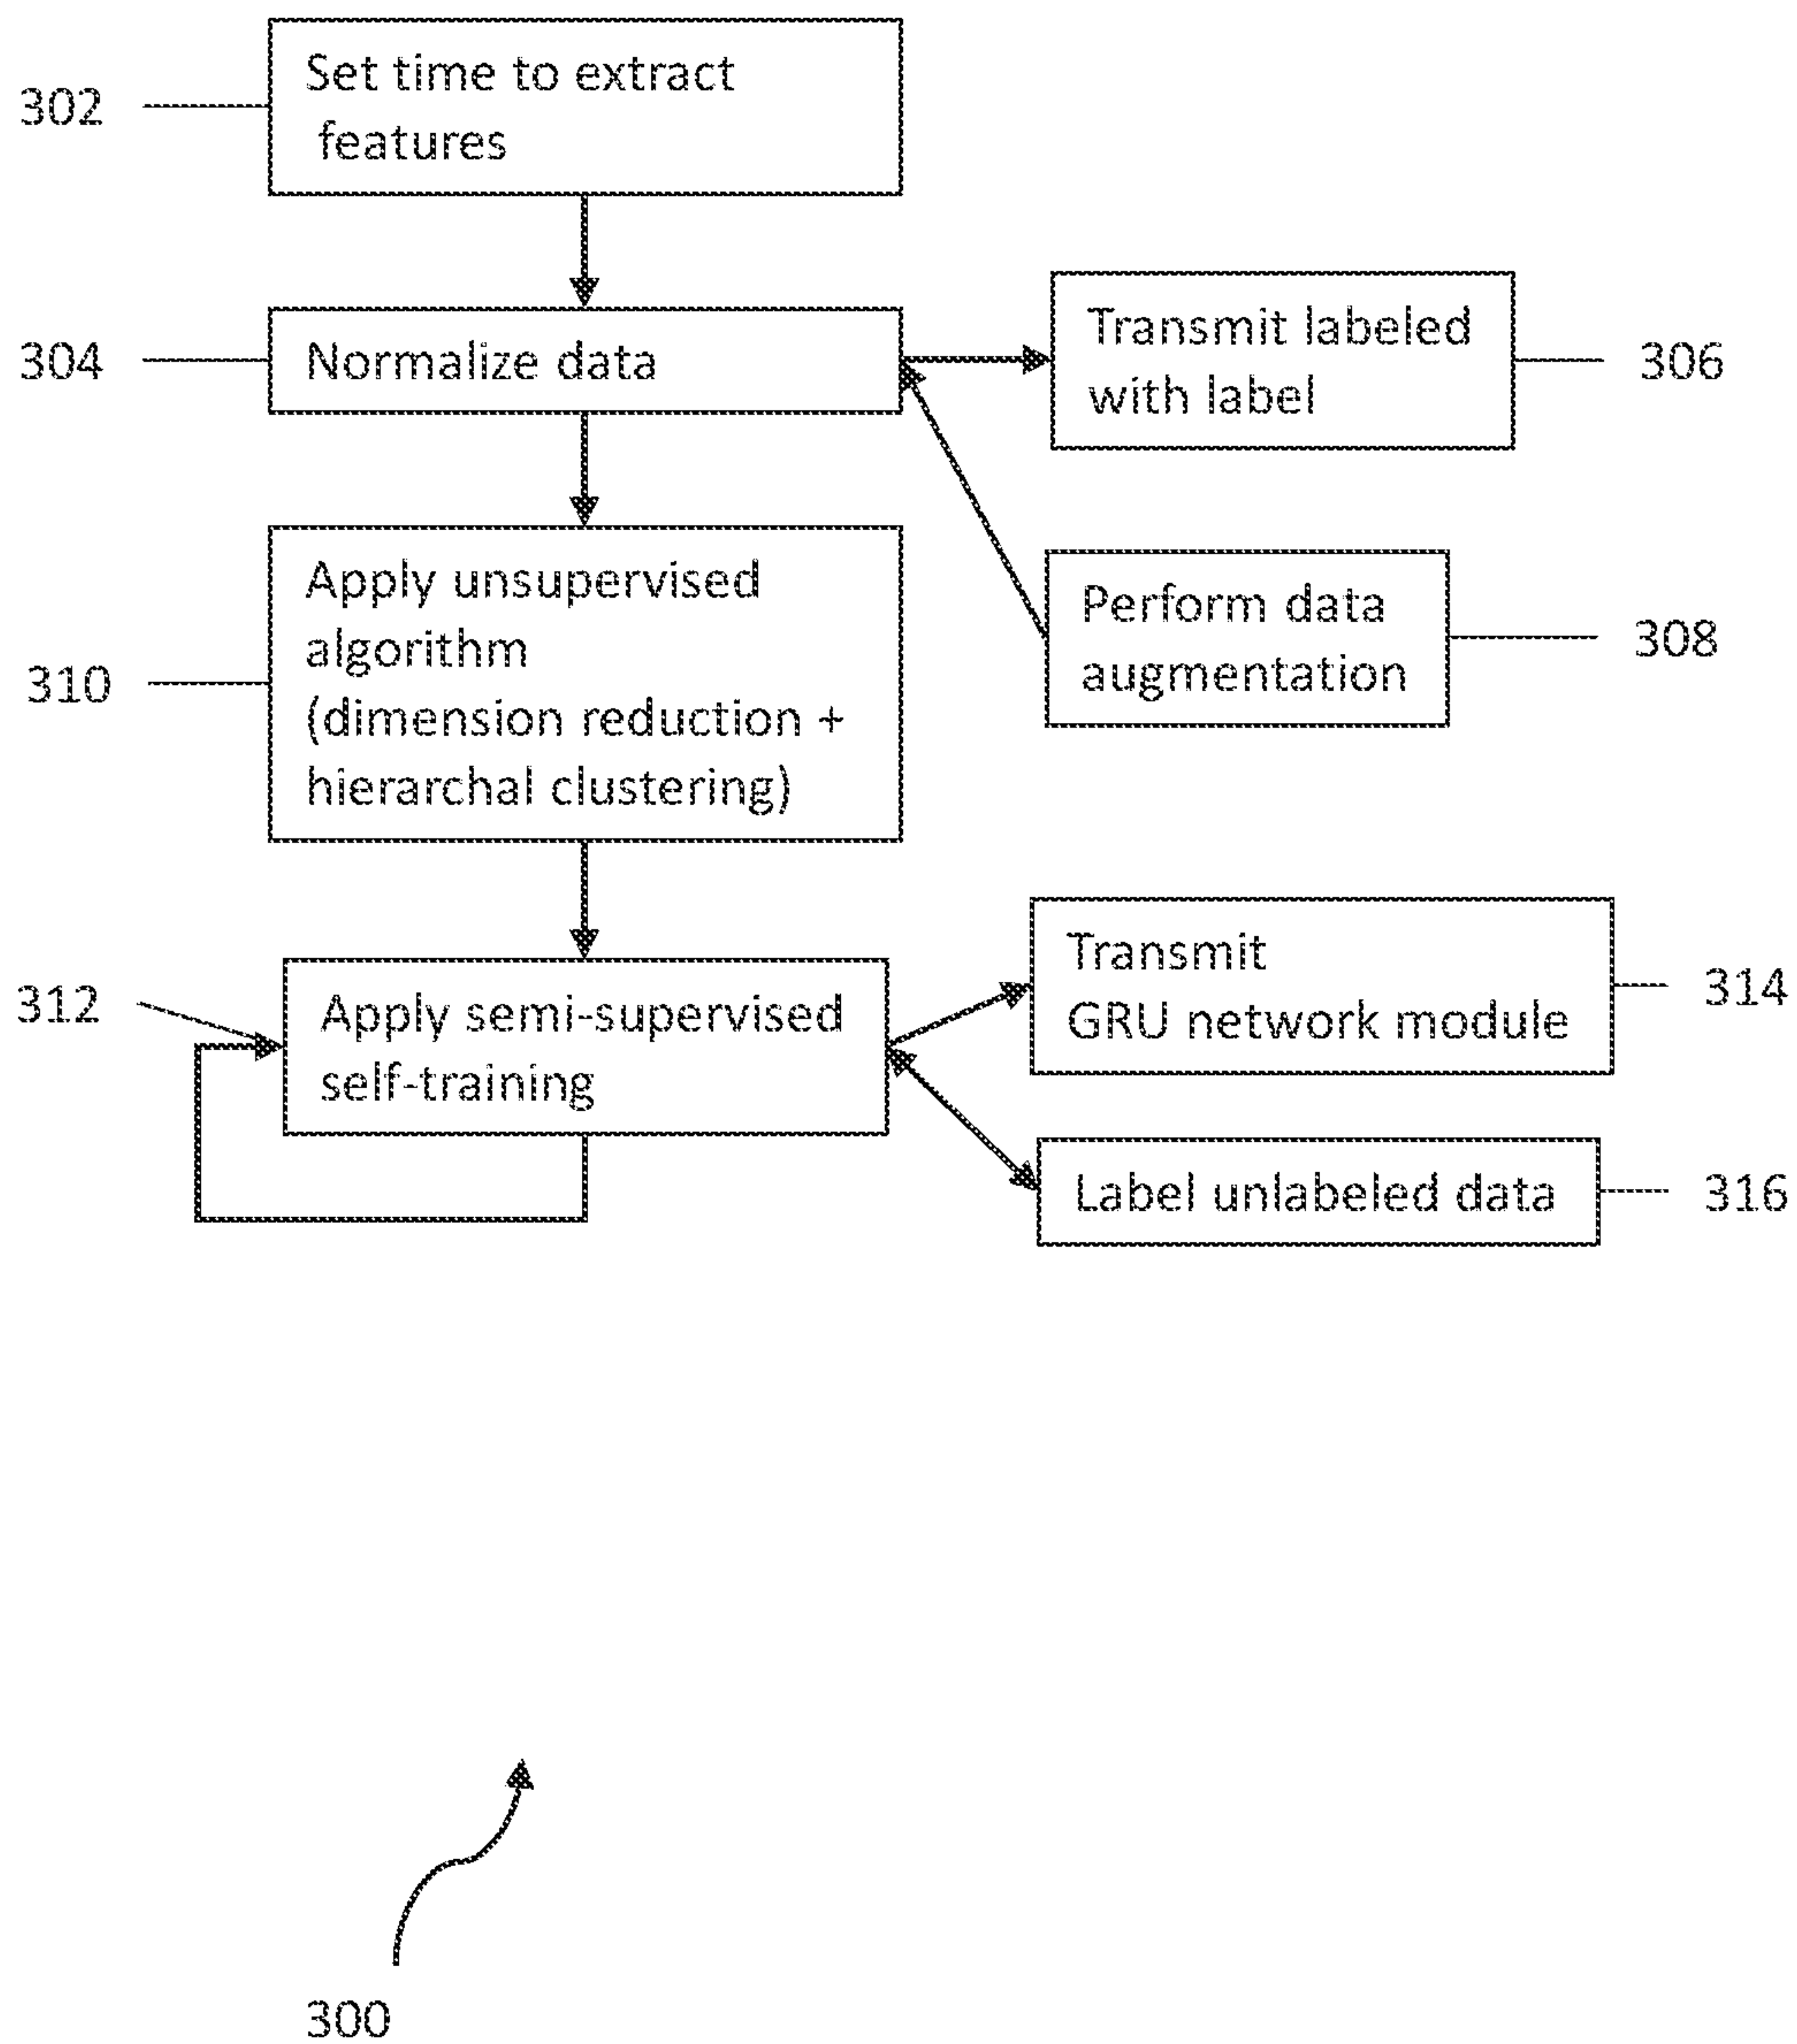 302
Set time to extract
features
304
Normalize data
Transmit labeled
with label
306
310
Apply unsupervised
algorithm
(dimension reduction +
hierarchal clustering)
Perform data
augmentation
308
312
Apply semi-supervised
self-training
Transmit
GRU network module
314
Label unlabeled data
316
300